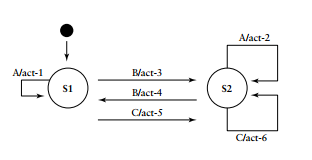 A/act-2
A/act-1
B/act-3
S1
S2
B/act-4
C/act-5
C/act-6